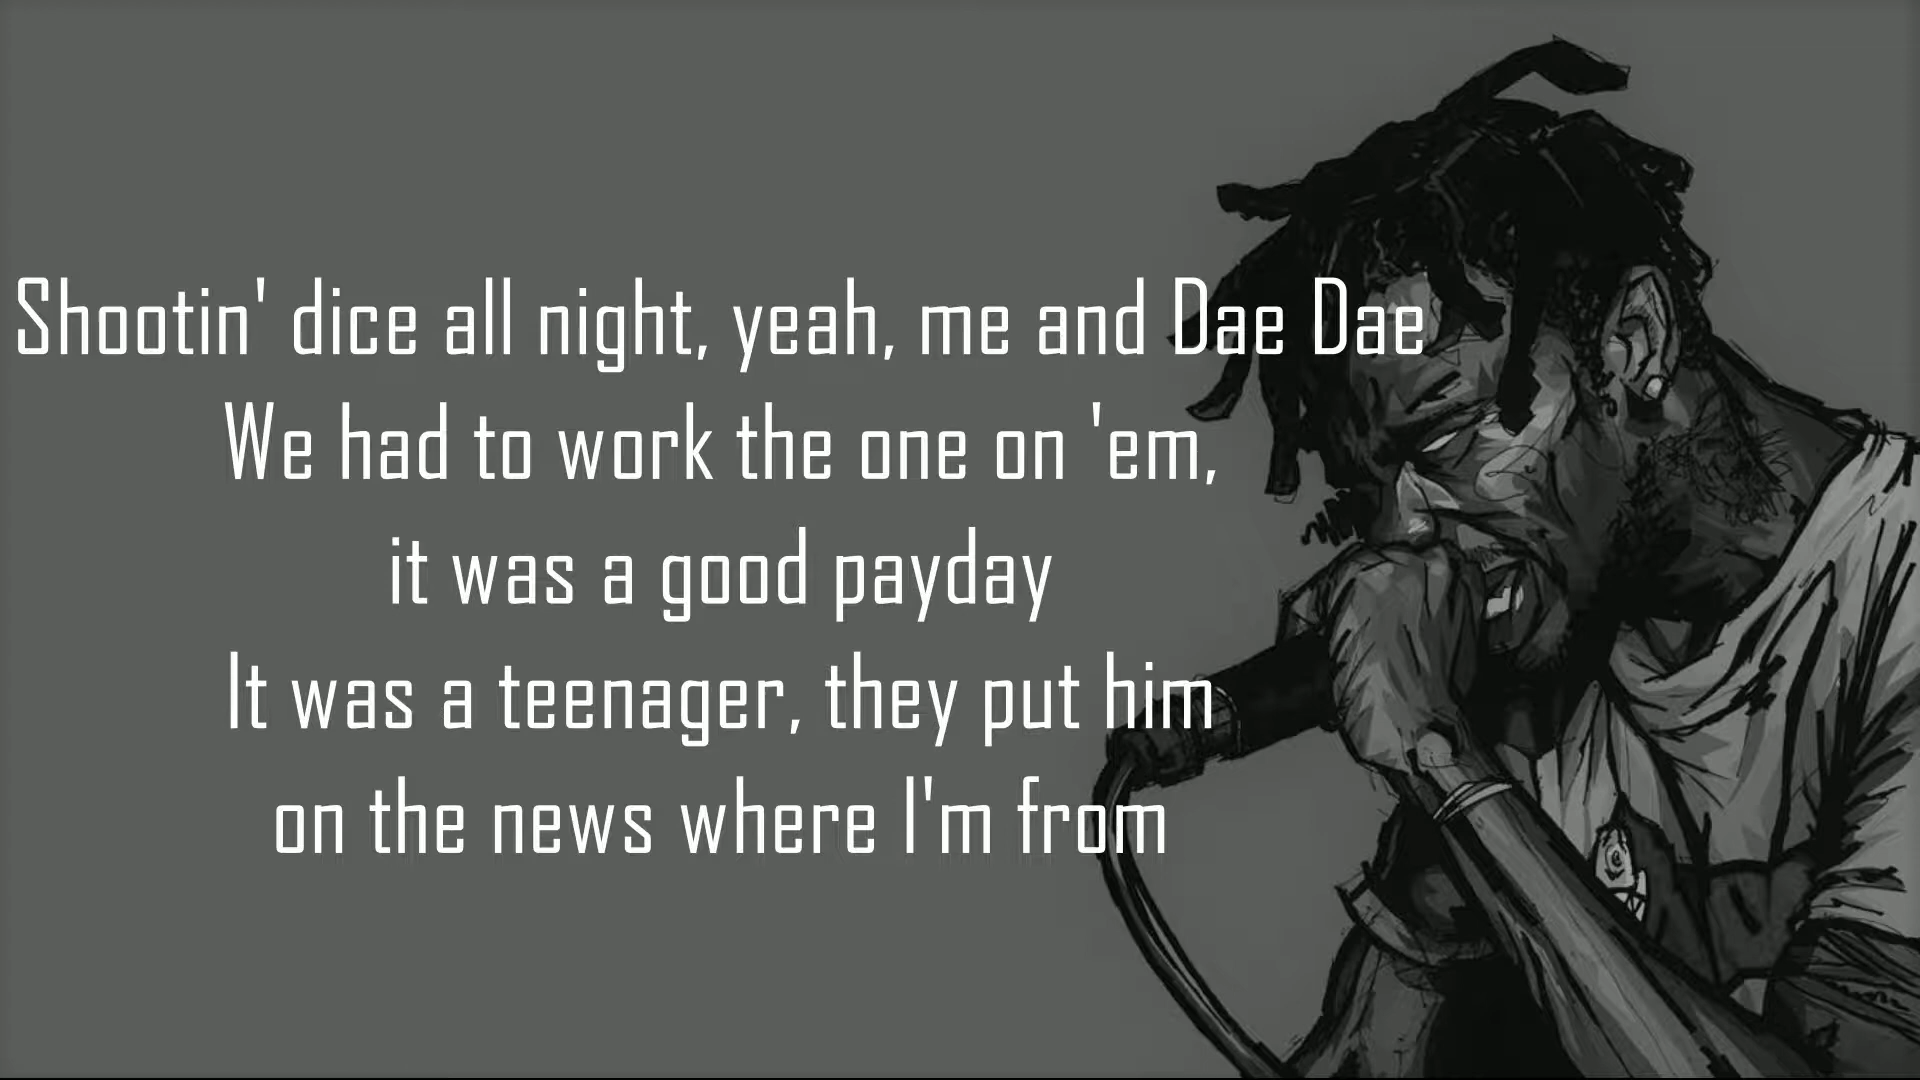 Shootin' dice all night, yeah, me and Dae Dae
We had to work the one on 'em,
it was a good payday
It was a teenager, they put him
on the news where I'm from